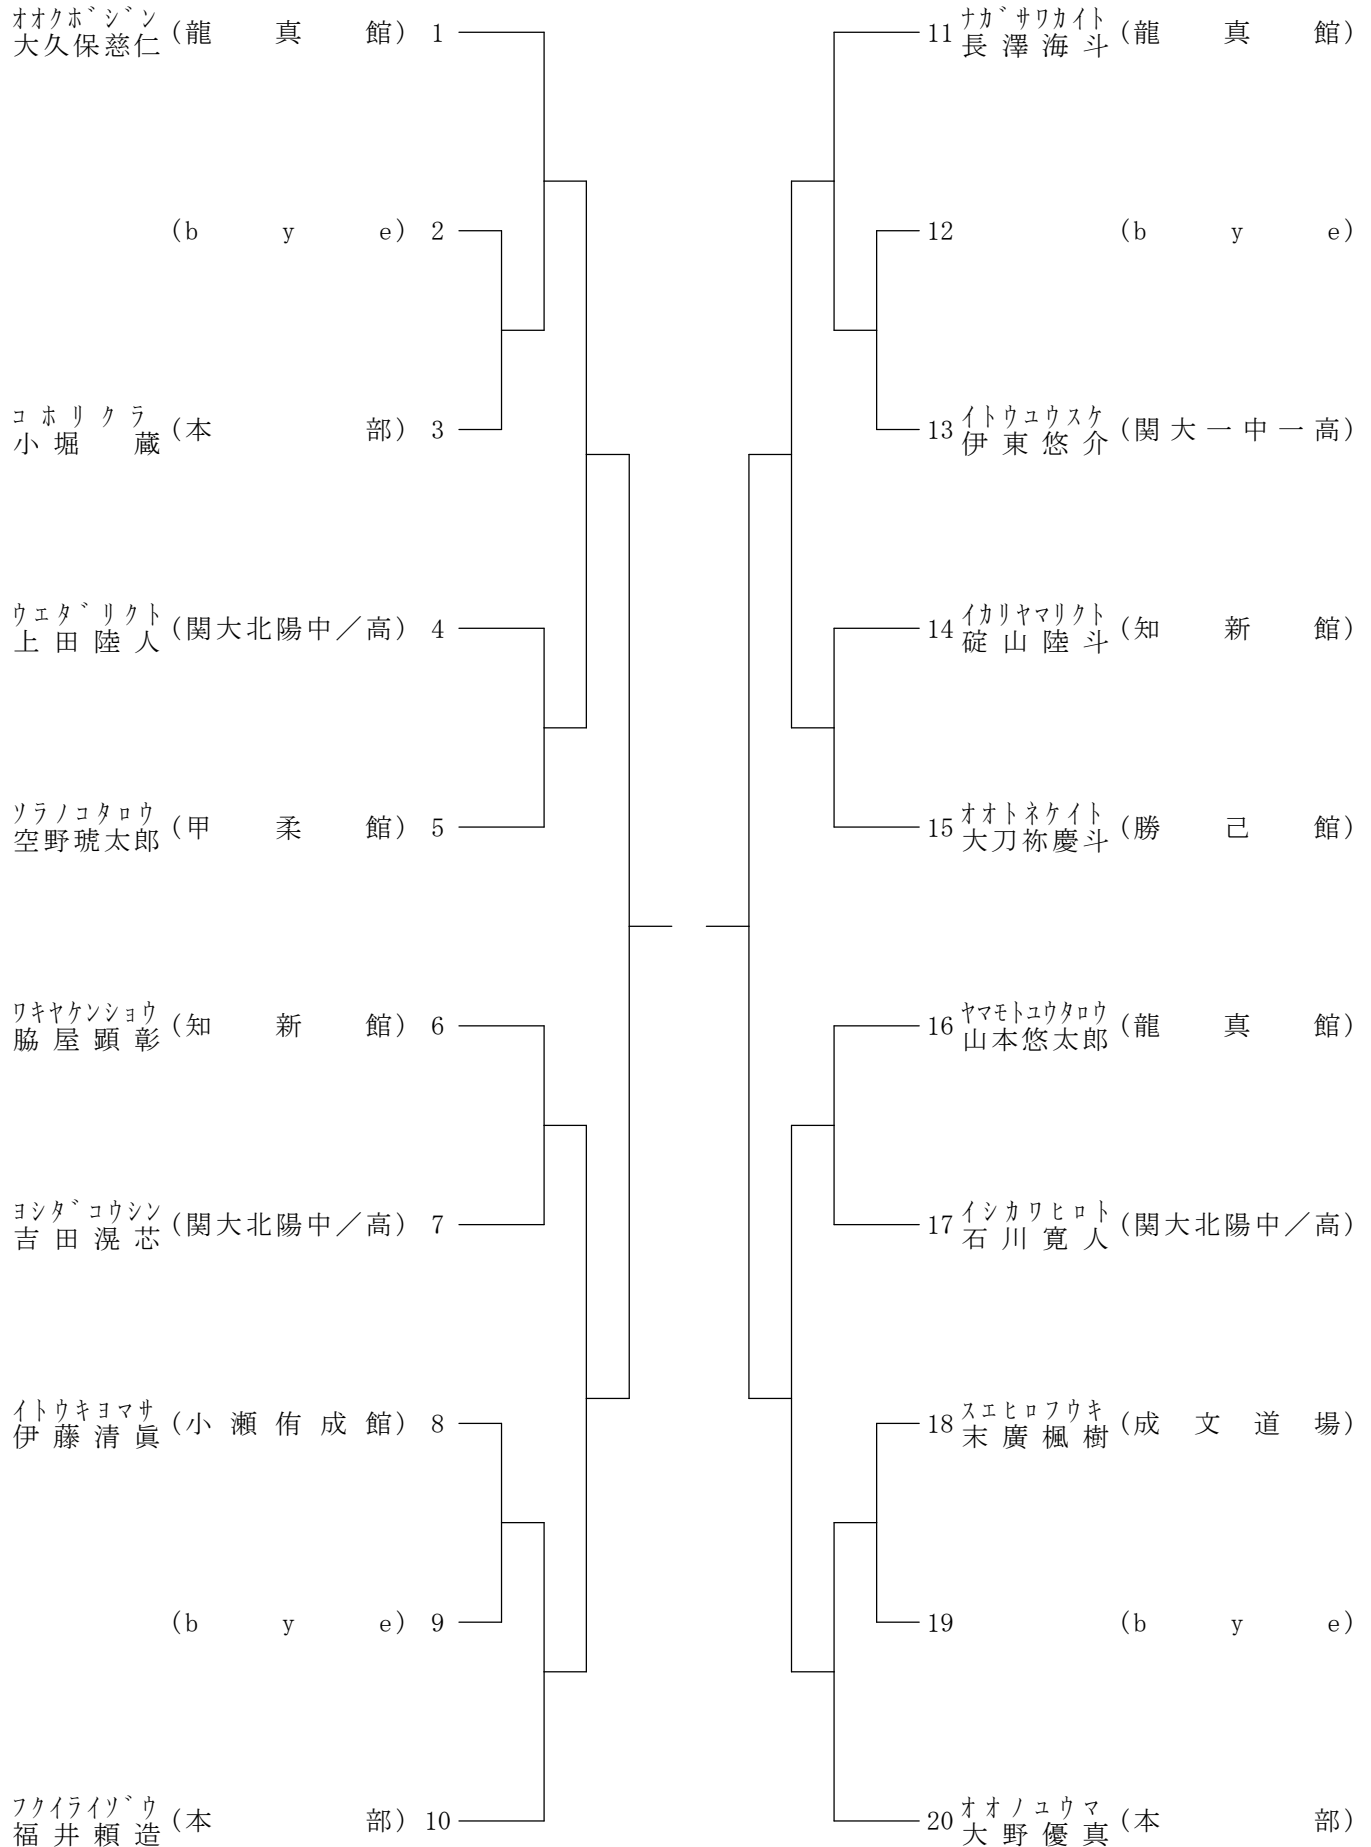 オオクボジン
大久保慈仁 (龍真館) 1
(bye) 2
コホリクラ
小堀蔵 (本部) 3
ウエダリクト
上田陸人 (関大北陽中／高) 4
ソラノコタロウ
空野琥太郎 (甲柔館) 5
ワキヤケンショウ
脇屋顕彰 (知新館) 6
ヨシダコウシン
吉田滉芯 (関大北陽中／高) 7
イトウキヨマサ
伊藤清眞 (小瀬侑成館) 8
(bye) 9
フクイライゾウ
福井頼造 (本部) 10
ナガサワカイト
11 長澤海斗 (龍真館)
12 (bye)
イトウユウスケ
13 伊東悠介 (関大一中一高)
イカリヤマリクト
14 碇山陸斗 (知新館)
オオトネケイト
15 大刀祢慶斗 (勝己館)
ヤマモトユウタロウ
16 山本悠太郎 (龍真館)
イシカワヒロト
17 石川寛人 (関大北陽中／高)
スエヒロフウキ
18 末廣楓樹 (成文道場)
19 (bye)
オオノユウマ
20 大野優真 (本部)